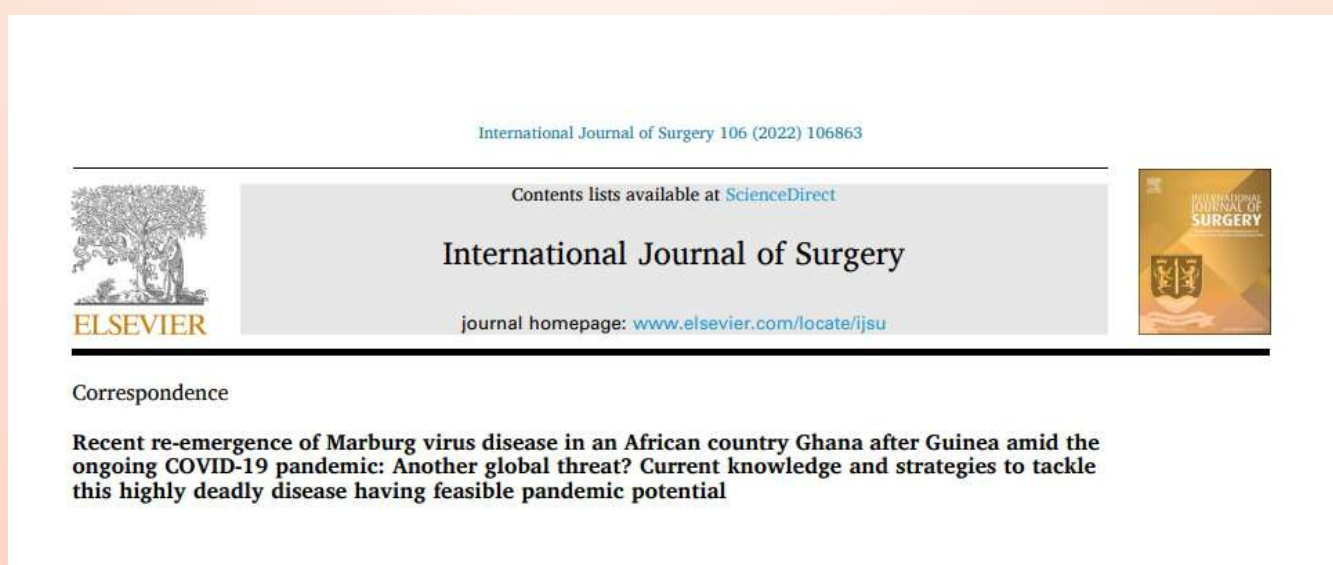 International Journal of Surgery 106 (2022) 106863
Contents lists available at ScienceDirect
International Journal of Surgery
journal homepage: www.elsevier.com/locate/ijsu
ELSEVIER
INTERNATIONAL
JOURNAL OF
SURGERY
Correspondence
Recent re-emergence of Marburg virus disease in an African country Ghana after Guinea amid the
ongoing COVID-19 pandemic: Another global threat? Current knowledge and strategies to tackle
this highly deadly disease having feasible pandemic potential